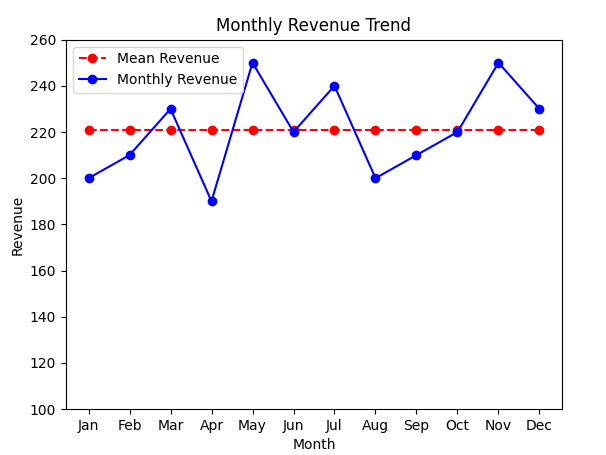 Monthly Revenue Trend
Mean Revenue
Monthly Revenue
260
240
220
200
180
160
140
120
100
Revenue
Jan Feb Mar Apr May Jun Jul Aug Sep Oct Nov Dec
Month